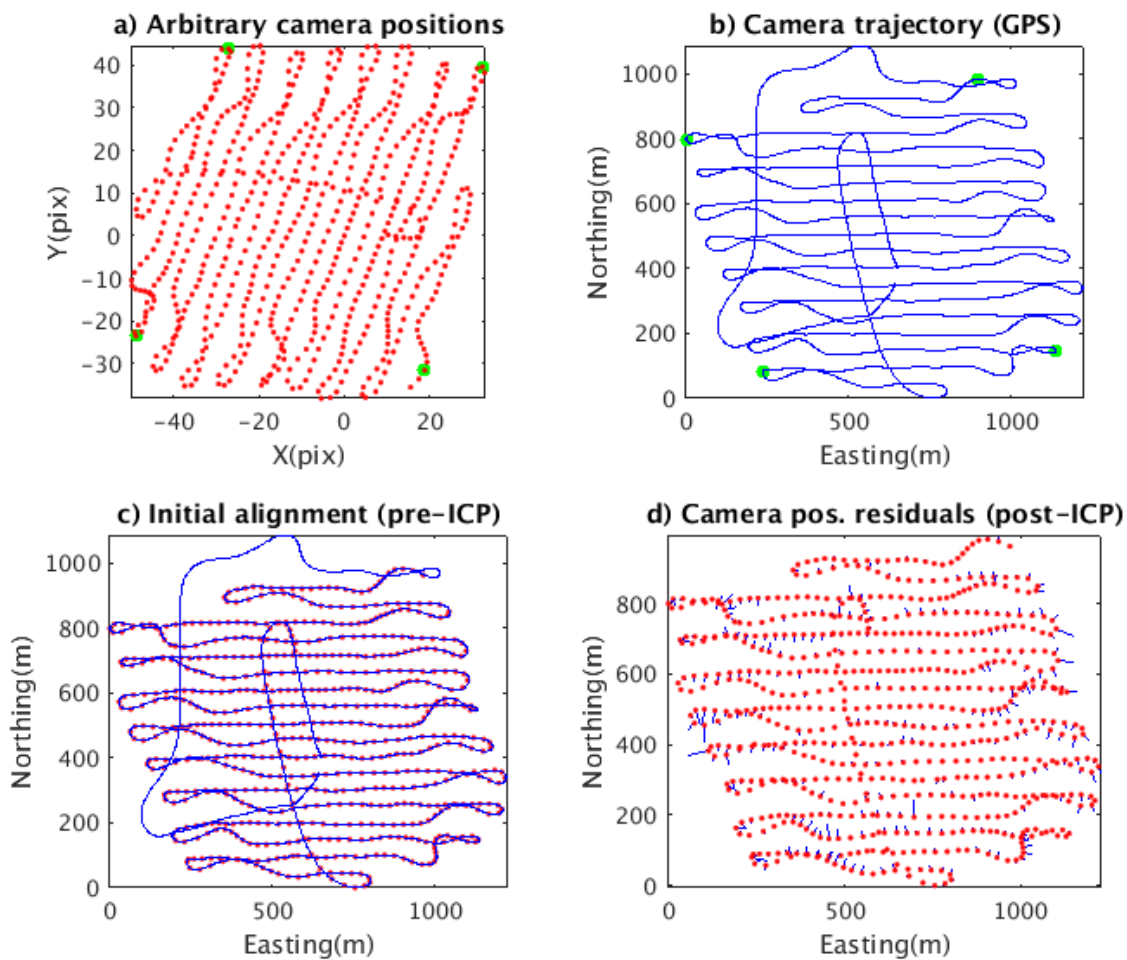 a) Arbitrary camera positions
40
30
20
10
0
−10
−20
−30
Y(pix)
−40 −20 0 20
X(pix)
b) Camera trajectory (GPS)
1000
800
600
400
200
0
Northing(m)
0 500 1000
Easting(m)
c) Initial alignment (pre−ICP)
1000
800
600
400
200
0
Northing(m)
0 500 1000
Easting(m)
d) Camera pos. residuals (post−ICP)
800
600
400
200
0
Northing(m)
0 500 1000
Easting(m)